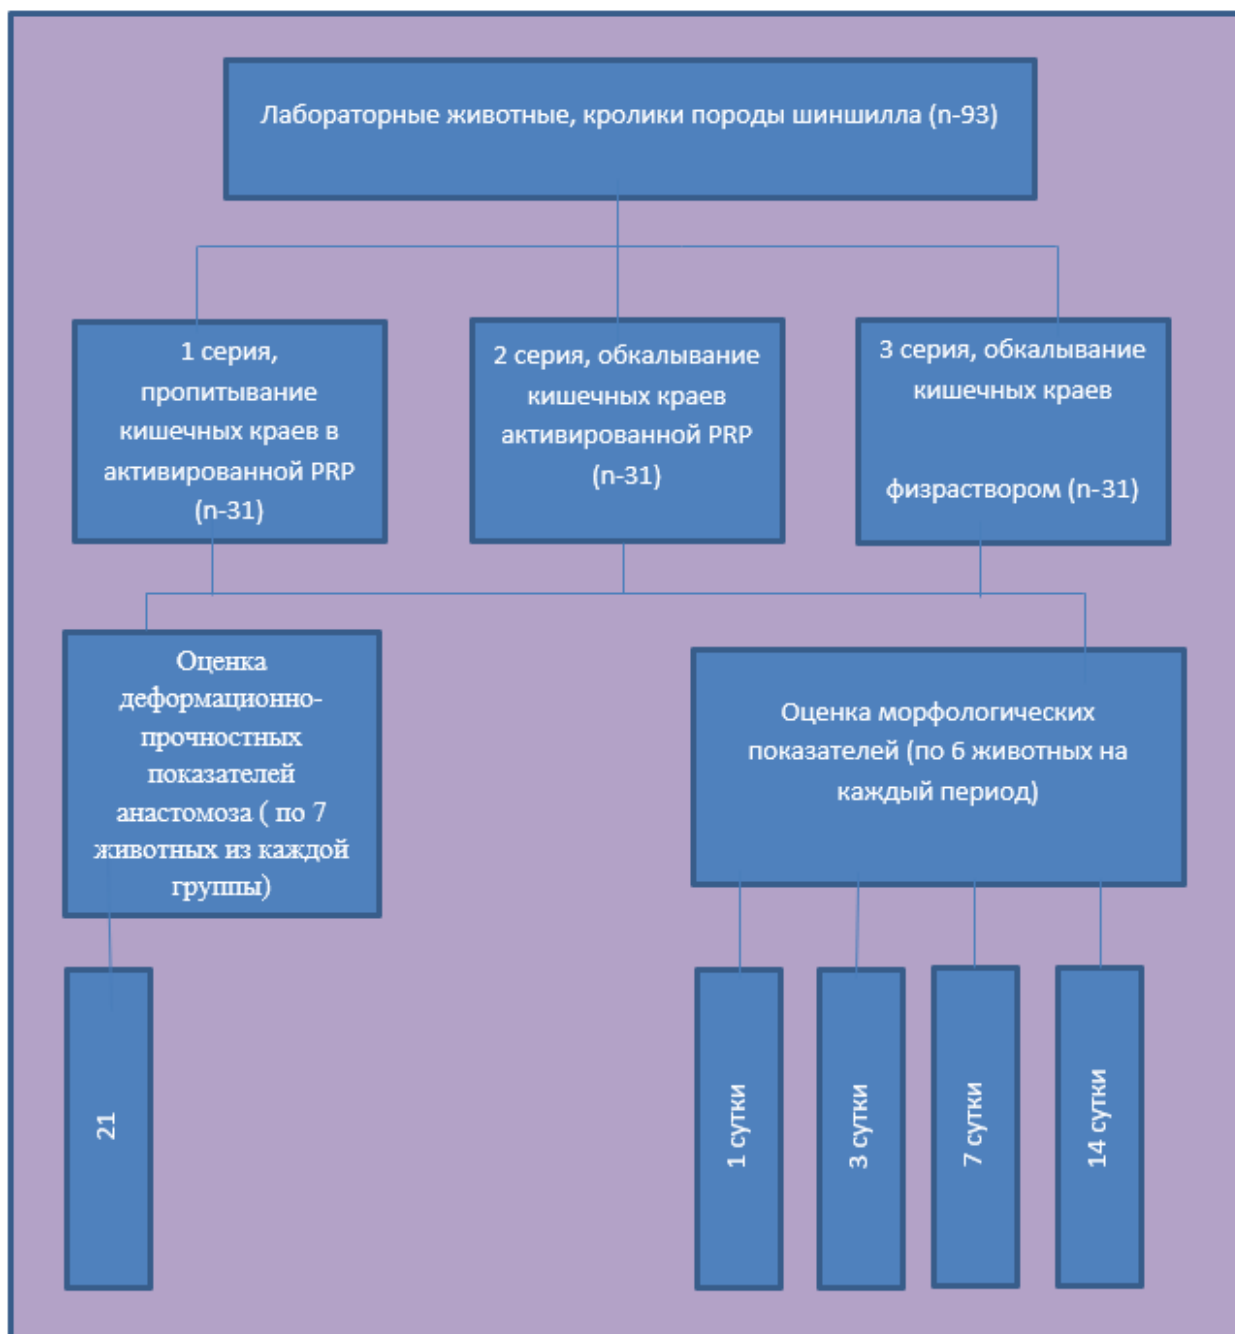 Лабораторные животные, кролики породы шиншилла (n-93)
1 серия,
пропитывание
кишечных краев в
активированной PRP
(n-31)
2 серия, обкалывание
кишечных краев
активированной PRP
(n-31)
3 серия, обкалывание
кишечных краев
физраствором (n-31)
Оценка
деформационно-
прочностных
показателей
анастомоза ( по 7
животных из каждой
группы)
Оценка морфологических
показателей (по 6 животных на
каждый период)
21
1 сутки
3 сутки
7 сутки
14 сутки